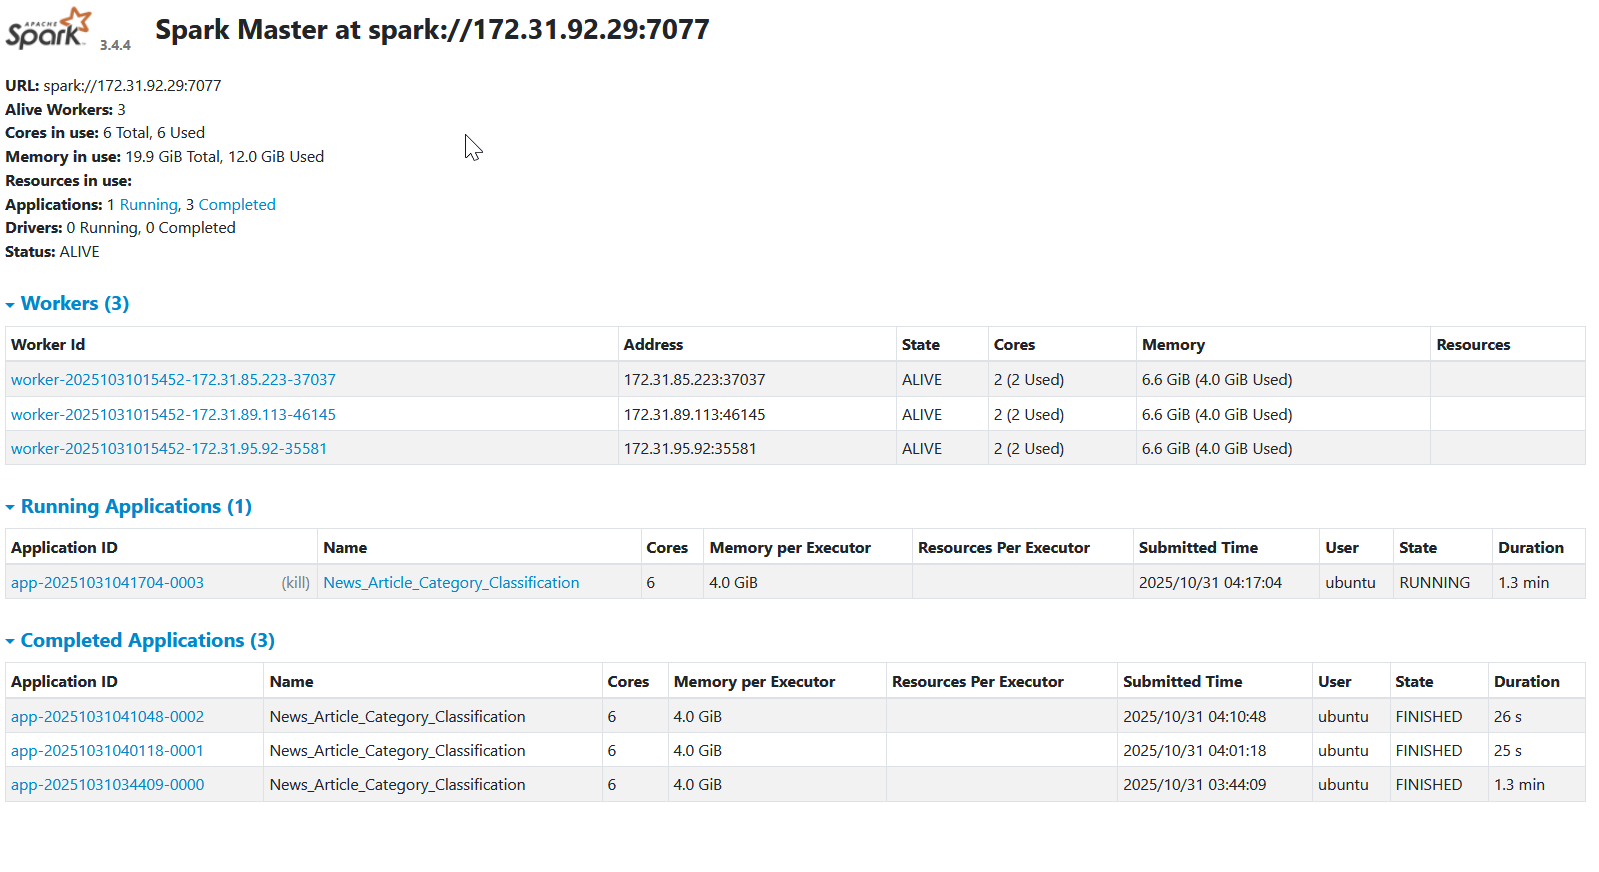 APACHE
Spark 3.4.4 Spark Master at spark://172.31.92.29:7077
URL: spark://172.31.92.29:7077
Alive Workers: 3
Cores in use: 6 Total, 6 Used
Memory in use: 19.9 GiB Total, 12.0 GiB Used
Resources in use:
Applications: 1 Running, 3 Completed
Drivers: 0 Running, 0 Completed
Status: ALIVE
Workers (3)
Worker Id Address State Cores Memory Resources
worker-20251031015452-172.31.85.223-37037 172.31.85.223:37037 ALIVE 2 (2 Used) 6.6 GiB (4.0 GiB Used)
worker-20251031015452-172.31.89.113-46145 172.31.89.113:46145 ALIVE 2 (2 Used) 6.6 GiB (4.0 GiB Used)
worker-20251031015452-172.31.95.92-35581 172.31.95.92:35581 ALIVE 2 (2 Used) 6.6 GiB (4.0 GiB Used)
Running Applications (1)
Application ID Name Cores Memory per Executor Resources Per Executor Submitted Time User State Duration
app-20251031041704-0003 (kill) News_Article_Category_Classification 6 4.0 GiB 2025/10/31 04:17:04 ubuntu RUNNING 1.3 min
Completed Applications (3)
Application ID Name Cores Memory per Executor Resources Per Executor Submitted Time User State Duration
app-20251031041048-0002 News_Article_Category_Classification 6 4.0 GiB 2025/10/31 04:10:48 ubuntu FINISHED 26 s
app-20251031040118-0001 News_Article_Category_Classification 6 4.0 GiB 2025/10/31 04:01:18 ubuntu FINISHED 25 s
app-20251031034409-0000 News_Article_Category_Classification 6 4.0 GiB 2025/10/31 03:44:09 ubuntu FINISHED 1.3 min